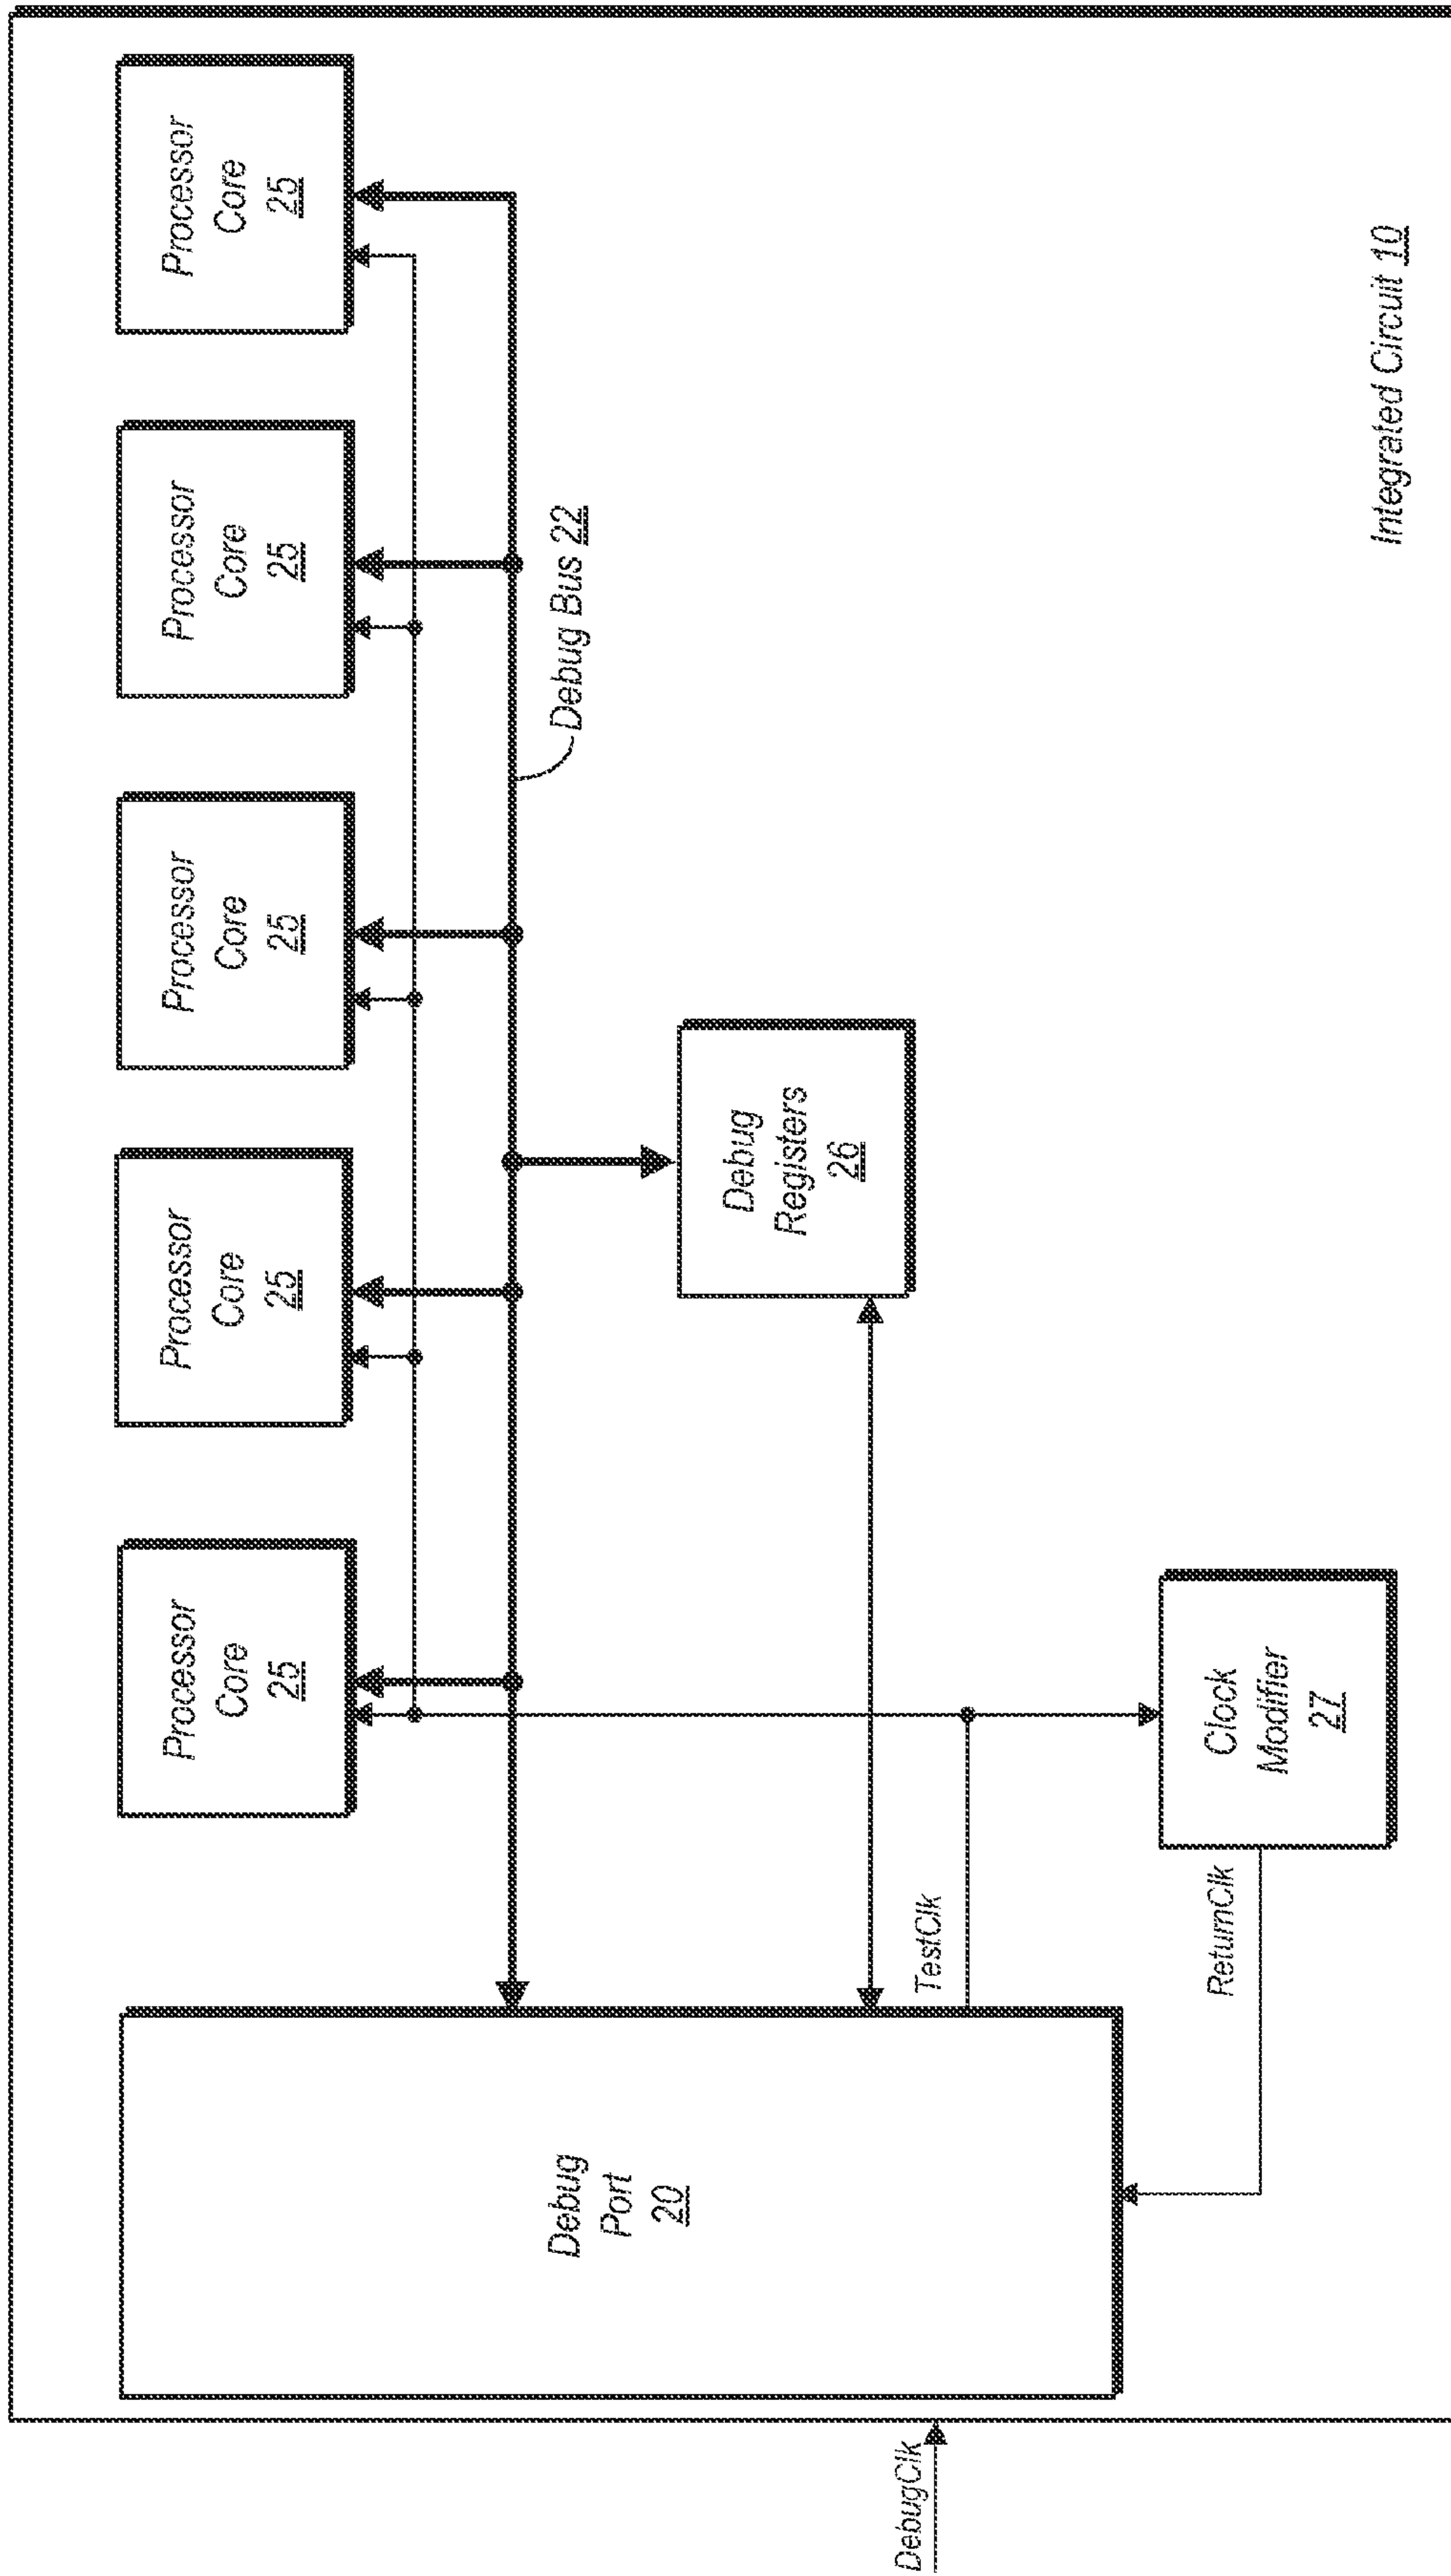 Processor
Core
25
Processor
Core
25
Processor
Core
25
Processor
Core
25
Processor
Core
25
Debug Bus 22
Debug
Port
20
Debug
Registers
26
TestClk
DebugClk
ReturnClk
Clock
Modifier
27
Integrated Circuit 10